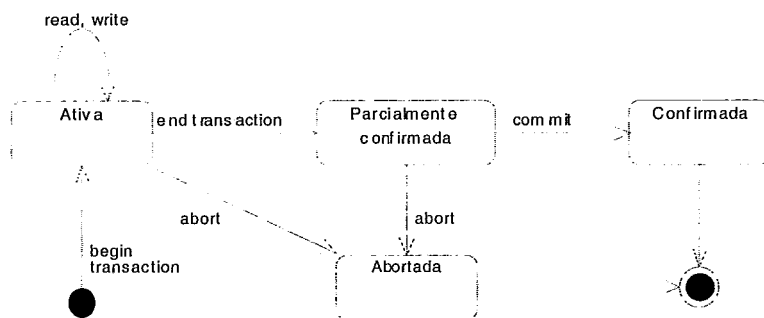 read, write
Ativa
end transaction
Parcialmente
confirmada
commit
Confirmada
abort
abort
begin
transaction
Abortada